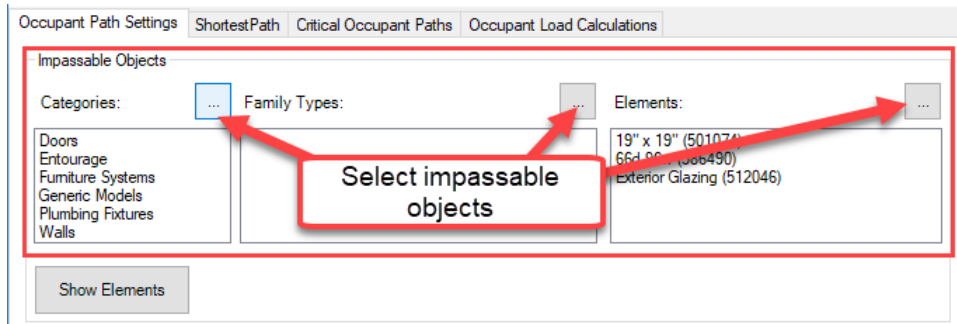 Occupant Path Settings ShortestPath Critical Occupant Paths Occupant Load Calculations
Impassable Objects
Categories: ... Family Types: ... Elements: ...
Doors
Entourage
Furniture Systems
Generic Models
Plumbing Fixtures
Walls
19" x 19" (501074)
Exterior Glazing (512046)
Select impassable
objects
Show Elements